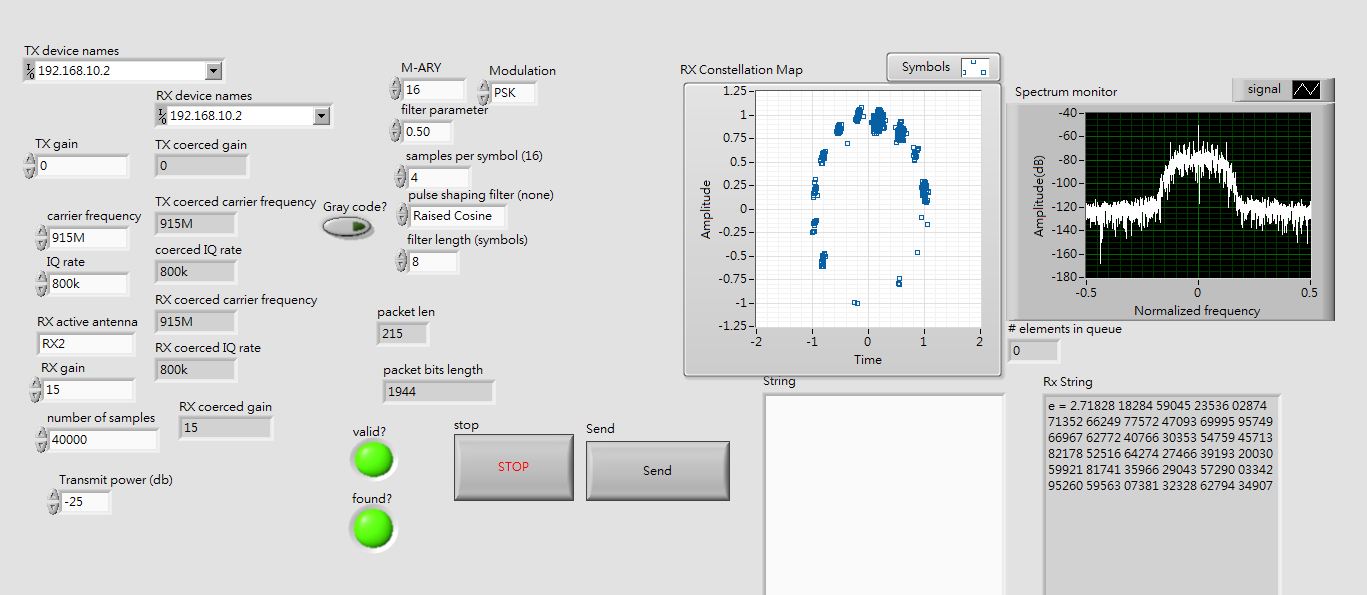 TX device names
192.168.10.2
RX device names
192.168.10.2
TX gain
0
TX coerced gain
0
carrier frequency
915M
TX coerced carrier frequency
915M
IQ rate
800k
coerced IQ rate
800k
RX coerced carrier frequency
915M
RX active antenna
RX2
RX coerced IQ rate
800k
RX gain
15
RX coerced gain
15
number of samples
40000
Transmit power (db)
-25
M-ARY
16
Modulation
PSK
filter parameter
0.50
samples per symbol (16)
4
pulse shaping filter (none)
Raised Cosine
Gray code?
filter length (symbols)
8
packet len
215
packet bits length
1944
valid?
found?
stop
STOP
Send
Send
RX Constellation Map
Symbols
Amplitude
1.25
1
0.75
0.5
0.25
0
-0.25
-0.5
-0.75
-1
-1.25
-2
-1
0
1
2
Time
Spectrum monitor
signal
Amplitude(dB)
-40
-60
-80
-100
-120
-140
-160
-180
-0.5
0
0.5
Normalized frequency
# elements in queue
0
String
Rx String
e = 2.71828 18284 59045 23536 02874
71352 66249 77572 47093 69995 95749
66967 62772 40766 30353 54759 45713
82178 52516 64274 27466 39193 20030
59921 81741 35966 29043 57290 03342
95260 59563 07381 32328 62794 34907